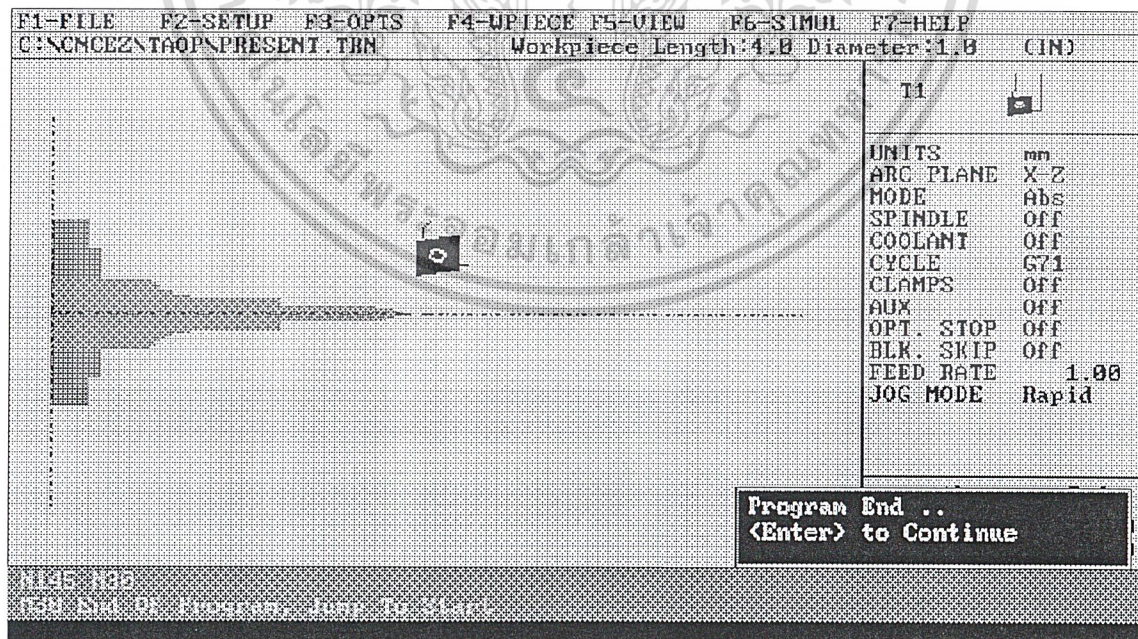 F1-FILE F2-SETUP F3-OPTS F4-WPIECE F5-VIEW F6-SIMUL F7-HELP
C:\CNCEZ\TAOP\PRESENT.TRN Workpiece Length:4.0 Diameter:1.0 (IN)
T1
UNITS mm
ARC PLANE X-Z
MODE Abs
SPINDLE Off
COOLANT Off
CYCLE G71
CLAMPS Off
AUX Off
OPT. STOP Off
BLK. SKIP Off
FEED RATE 1.00
JOG MODE Rapid
Program End ..
<Enter> to Continue
N145 M30
M30 End Of Program, Jump To Start